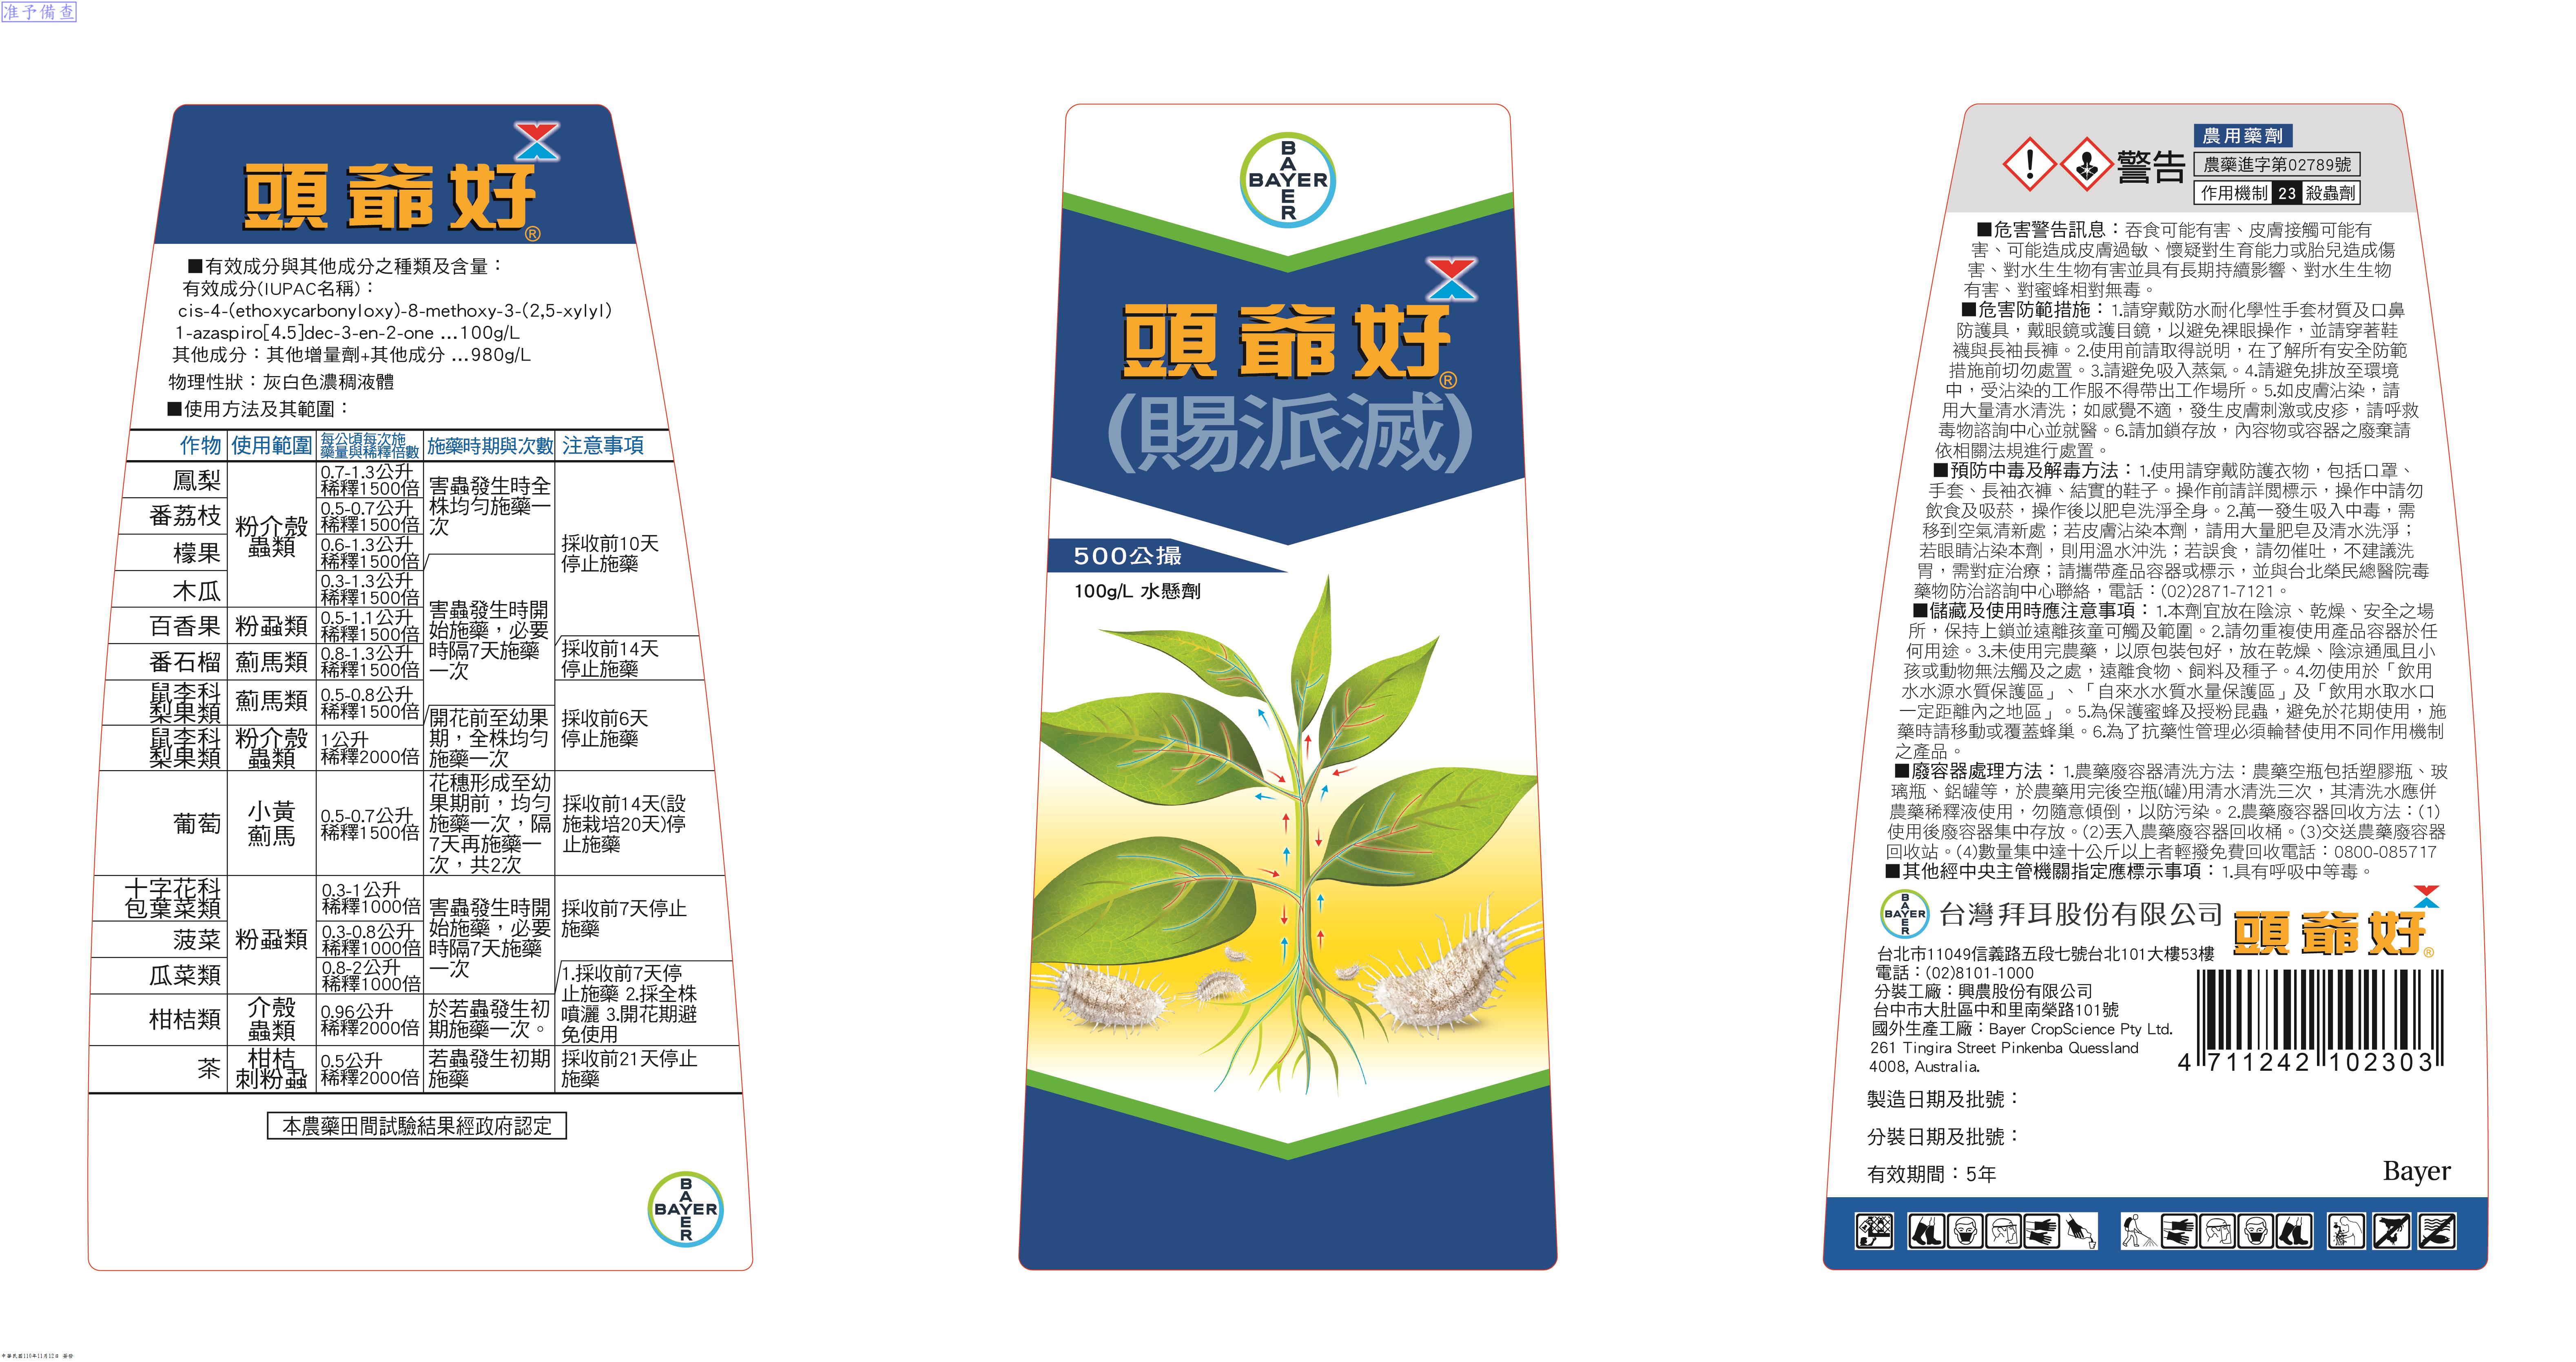 准予備查
頭爺好®
■有效成分與其他成分之種類及含量：
有效成分(IUPAC名稱)：
cis-4-(ethoxycarbonyloxy)-8-methoxy-3-(2,5-xylyl)
1-azaspiro[4.5]dec-3-en-2-one ...100g/L
其他成分：其他增量劑+其他成分 ...980g/L
物理性狀：灰白色濃稠液體
■使用方法及其範圍：
作物 使用範圍 每公頃每次施藥量與稀釋倍數 施藥時期與次數 注意事項
鳳梨 粉介殼蟲類 0.7-1.3公升 稀釋1500倍 害蟲發生時全株均勻施藥一次 採收前10天停止施藥
番荔枝 0.5-0.7公升 稀釋1500倍
檬果 0.6-1.3公升 稀釋1500倍
木瓜 0.3-1.3公升 稀釋1500倍 害蟲發生時開始施藥，必要時隔7天施藥一次
百香果 粉蝨類 0.5-1.1公升 稀釋1500倍
番石榴 薊馬類 0.8-1.3公升 稀釋1500倍 採收前14天停止施藥
鼠李科梨果類 薊馬類 0.5-0.8公升 稀釋1500倍 採收前6天停止施藥
鼠李科梨果類 粉介殼蟲類 1公升 稀釋2000倍 開花前至幼果期，全株均勻施藥一次
葡萄 小黃薊馬 0.5-0.7公升 稀釋1500倍 花穗形成至幼果期前，均勻施藥一次，隔7天再施藥一次，共2次 採收前14天(設施栽培20天)停止施藥
十字花科包葉菜類 粉蝨類 0.3-1公升 稀釋1000倍 害蟲發生時開始施藥，必要時隔7天施藥一次 採收前7天停止施藥
菠菜 0.3-0.8公升 稀釋1000倍
瓜菜類 0.8-2公升 稀釋1000倍
柑桔類 介殼蟲類 0.96公升 稀釋2000倍 於若蟲發生初期施藥一次。 1.採收前7天停止施藥 2.採全株噴灑 3.開花期避免使用
茶 柑桔刺粉蝨 0.5公升 稀釋2000倍 若蟲發生初期施藥 採收前21天停止施藥
本農藥田間試驗結果經政府認定
BAYER
BAYER
BAYER
BAYER
頭爺好®
(賜派滅)
500公撮
100g/L 水懸劑
警告
農用藥劑
農藥進字第02789號
作用機制 23 殺蟲劑
■危害警告訊息：吞食可能有害、皮膚接觸可能有
害、可能造成皮膚過敏、懷疑對生育能力或胎兒造成傷
害、對水生生物有害並具有長期持續影響、對水生生物
有害、對蜜蜂相對無毒。
■危害防範措施：1.請穿戴防水耐化學性手套材質及口鼻
防護具，戴眼鏡或護目鏡，以避免裸眼操作，並請穿著鞋
襪與長袖長褲。2.使用前請取得說明，在了解所有安全防範
措施前切勿處置。3.請避免吸入蒸氣。4.請避免排放至環境
中，受沾染的工作服不得帶出工作場所。5.如皮膚沾染，請
用大量清水清洗；如感覺不適，發生皮膚刺激或皮疹，請呼救
毒物諮詢中心並就醫。6.請加鎖存放，內容物或容器之廢棄請
依相關法規進行處置。
■預防中毒及解毒方法：1.使用請穿戴防護衣物，包括口罩、
手套、長袖衣褲、結實的鞋子。操作前請詳閱標示，操作中請勿
飲食及吸菸，操作後以肥皂洗淨全身。2.萬一發生吸入中毒，需
移到空氣清新處；若皮膚沾染本劑，請用大量肥皂及清水洗淨；
若眼睛沾染本劑，則用溫水沖洗；若誤食，請勿催吐，不建議洗
胃，需對症治療；請攜帶產品容器或標示，並與台北榮民總醫院毒
藥物防治諮詢中心聯絡，電話：(02)2871-7121。
■儲藏及使用時應注意事項：1.本劑宜放在陰涼、乾燥、安全之場
所，保持上鎖並遠離孩童可觸及範圍。2.請勿重複使用產品容器於任
何用途。3.未使用完農藥，以原包裝包好，放在乾燥、陰涼通風且小
孩或動物無法觸及之處，遠離食物、飼料及種子。4.勿使用於「飲用
水水源水質保護區」、「自來水水質水量保護區」及「飲用水取水口
一定距離內之地區」。5.為保護蜜蜂及授粉昆蟲，避免於花期使用，施
藥時請移動或覆蓋蜂巢。6.為了抗藥性管理必須輪替使用不同作用機制
之產品。
■廢容器處理方法：1.農藥廢容器清洗方法：農藥空瓶包括塑膠瓶、玻
璃瓶、鋁罐等，於農藥用完後空瓶(罐)用清水清洗三次，其清洗水應併
農藥稀釋液使用，勿隨意傾倒，以防污染。2.農藥廢容器回收方法：(1)
使用後廢容器集中存放。(2)丟入農藥廢容器回收桶。(3)交送農藥廢容器
回收站。(4)數量集中達十公斤以上者輕撥免費回收電話：0800-085717
■其他經中央主管機關指定應標示事項：1.具有呼吸中等毒。
BAYER
BAYER
台灣拜耳股份有限公司
頭爺好®
台北市11049信義路五段七號台北101大樓53樓
電話：(02)8101-1000
分裝工廠：興農股份有限公司
台中市大肚區中和里南榮路101號
國外生產工廠：Bayer CropScience Pty Ltd.
261 Tingira Street Pinkenba Quessland
4008, Australia.
4 711242 102303
製造日期及批號：
分裝日期及批號：
有效期間：5年
Bayer
中華民國110年11月12日